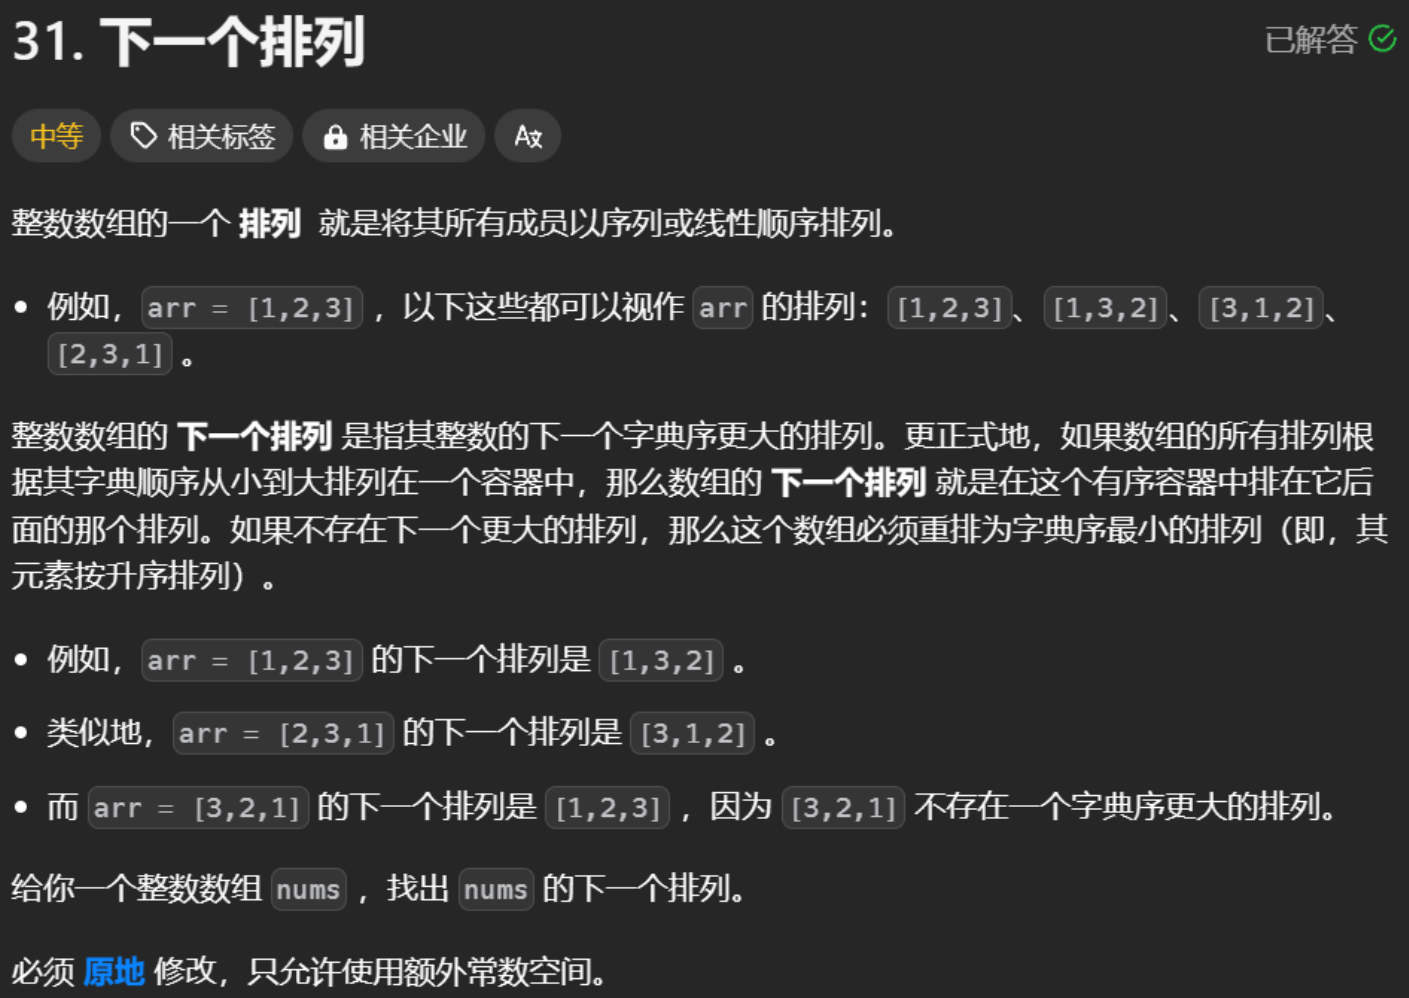 31. 下一个排列
已解答
中等 相关标签 相关企业
整数数组的一个 排列 就是将其所有成员以序列或线性顺序排列。
例如，arr = [1,2,3] ，以下这些都可以视作 arr 的排列：[1,2,3]、[1,3,2]、[3,1,2]、
[2,3,1] 。
整数数组的 下一个排列 是指其整数的下一个字典序更大的排列。更正式地，如果数组的所有排列根
据其字典顺序从小到大排列在一个容器中，那么数组的 下一个排列 就是在这个有序容器中排在它后
面的那个排列。如果不存在下一个更大的排列，那么这个数组必须重排为字典序最小的排列（即，其
元素按升序排列）。
例如，arr = [1,2,3] 的下一个排列是 [1,3,2] 。
类似地，arr = [2,3,1] 的下一个排列是 [3,1,2] 。
而 arr = [3,2,1] 的下一个排列是 [1,2,3] ，因为 [3,2,1] 不存在一个字典序更大的排列。
给你一个整数数组 nums ，找出 nums 的下一个排列。
必须 原地 修改，只允许使用额外常数空间。